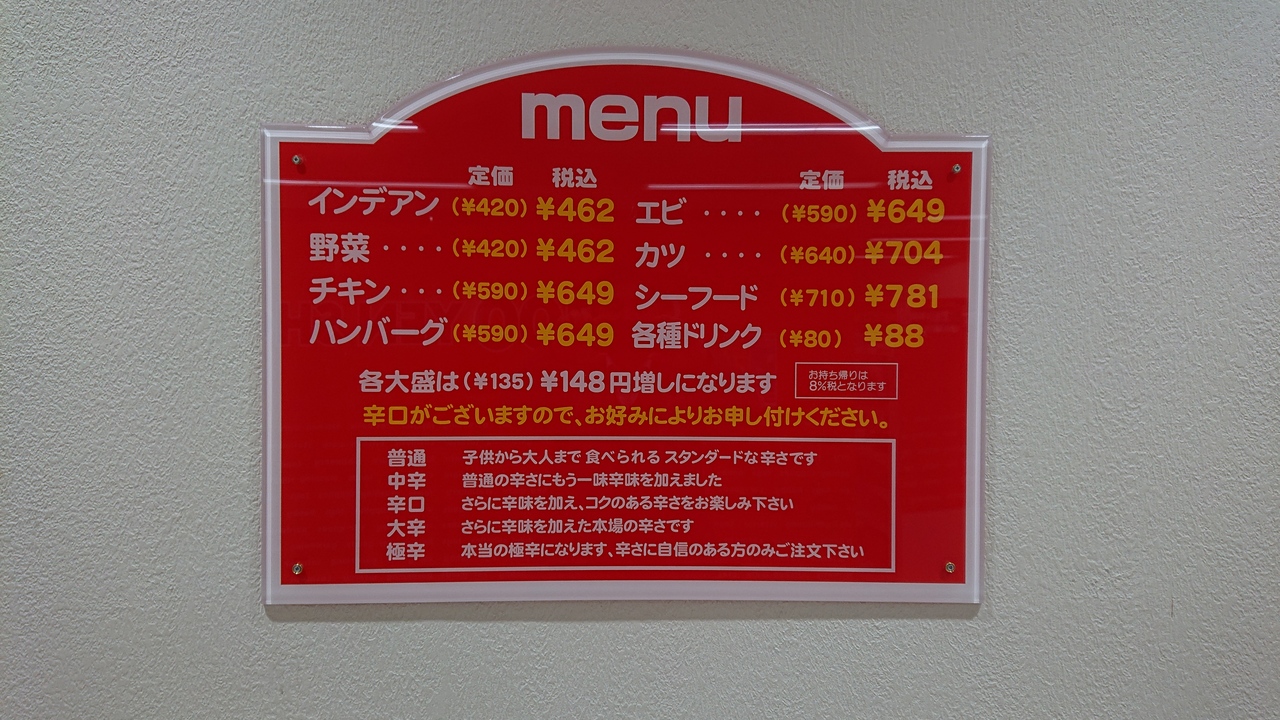 menu
定価 税込
インデアン (¥420) ¥462
野菜 ‥‥ (¥420) ¥462
チキン ‥‥ (¥590) ¥649
ハンバーグ (¥590) ¥649
定価 税込
エビ ‥‥ (¥590) ¥649
カツ ‥‥ (¥640) ¥704
シーフード (¥710) ¥781
各種ドリンク (¥80) ¥88
各大盛は(¥135) ¥148円増しになります
お持ち帰りは
8%税となります
辛口がございますので、お好みによりお申し付けください。
普通 子供から大人まで 食べられる スタンダードな辛さです
中辛 普通の辛さにもう一味辛味を加えました
辛口 さらに辛味を加え、コクのある辛さをお楽しみ下さい
大辛 さらに辛味を加えた本場の辛さです
極辛 本当の極辛になります、辛さに自信のある方のみご注文下さい